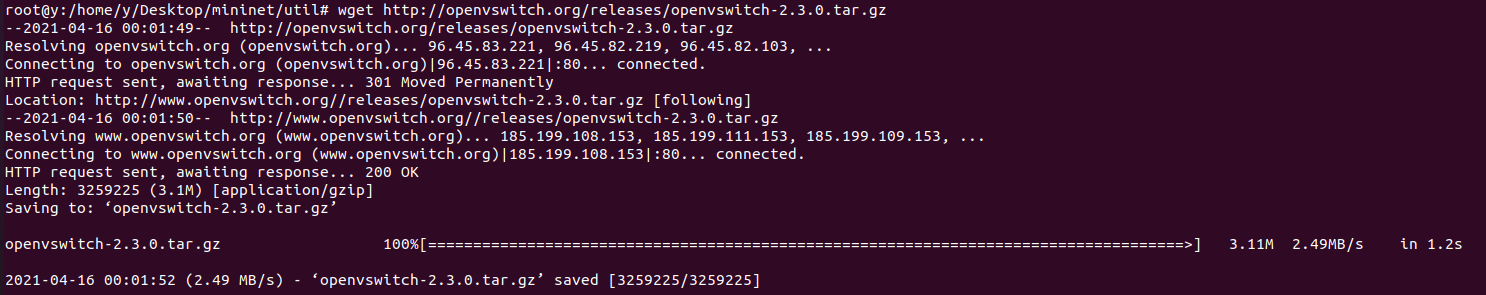 root@y:/home/y/Desktop/mininet/util# wget http://openvswitch.org/releases/openvswitch-2.3.0.tar.gz
--2021-04-16 00:01:49--  http://openvswitch.org/releases/openvswitch-2.3.0.tar.gz
Resolving openvswitch.org (openvswitch.org)... 96.45.83.221, 96.45.82.219, 96.45.82.103, ...
Connecting to openvswitch.org (openvswitch.org)|96.45.83.221|:80... connected.
HTTP request sent, awaiting response... 301 Moved Permanently
Location: http://www.openvswitch.org//releases/openvswitch-2.3.0.tar.gz [following]
--2021-04-16 00:01:50--  http://www.openvswitch.org//releases/openvswitch-2.3.0.tar.gz
Resolving www.openvswitch.org (www.openvswitch.org)... 185.199.108.153, 185.199.111.153, 185.199.109.153, ...
Connecting to www.openvswitch.org (www.openvswitch.org)|185.199.108.153|:80... connected.
HTTP request sent, awaiting response... 200 OK
Length: 3259225 (3.1M) [application/gzip]
Saving to: ‘openvswitch-2.3.0.tar.gz’
openvswitch-2.3.0.tar.gz                  100%[====================================================================================>]   3.11M  2.49MB/s    in 1.2s
2021-04-16 00:01:52 (2.49 MB/s) - ‘openvswitch-2.3.0.tar.gz’ saved [3259225/3259225]